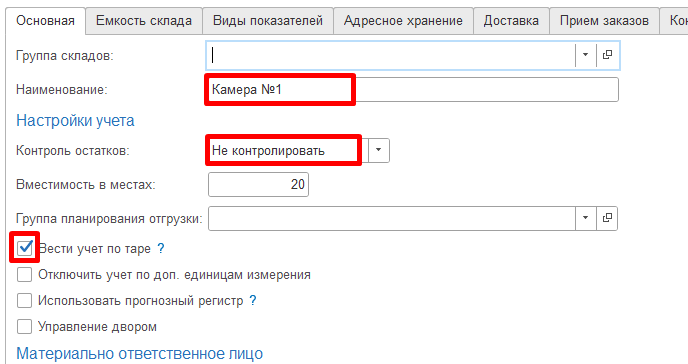 Основная Емкость склада Виды показателей Адресное хранение Доставка Прием заказов Кон
Группа складов:
Наименование: Камера №1
Настройки учета
Контроль остатков: Не контролировать
Вместимость в местах: 20
Группа планирования отгрузки:
Вести учет по таре ?
Отключить учет по доп. единицам измерения
Использовать прогнозный регистр ?
Управление двором
Материально ответственное лицо